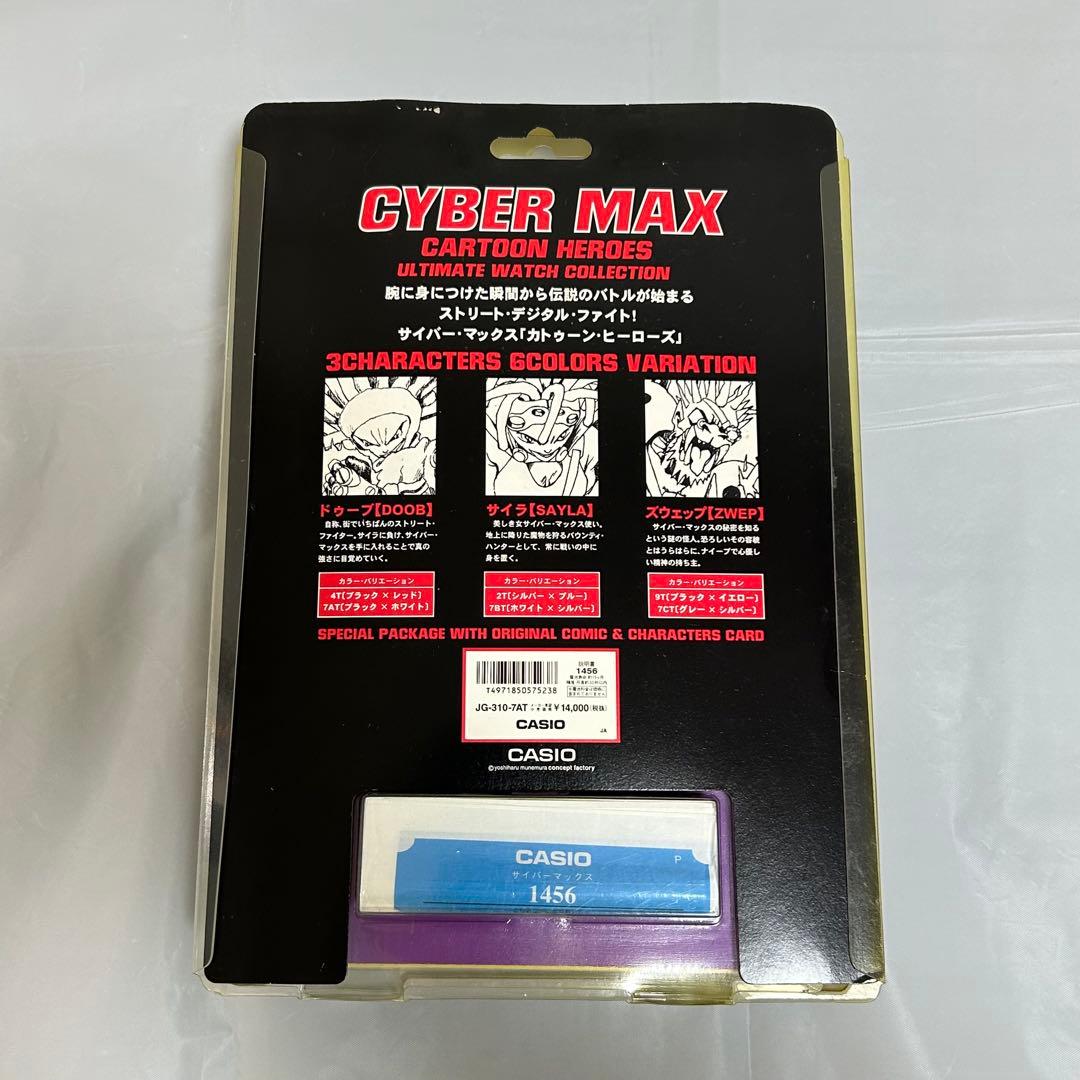 CYBER MAX
CARTOON HEROES
ULTIMATE WATCH COLLECTION
腕に身につけた瞬間から伝説のバトルが始まる
ストリート・デジタル・ファイト!
サイバー・マックス「カトゥーン・ヒーローズ」
3CHARACTERS 6COLORS VARIATION
ドゥーブ【DOOB】
自称、街でいちばんのストリート・
ファイター。サイラに負け、サイバー・
マックスを手に入れることで真の
強さに目覚めていく。
カラー・バリエーション
4T(ブラック × レッド)
7AT(ブラック × ホワイト)
サイラ【SAYLA】
美しき女サイバー・マックス使い。
地上に降りた魔物を狩るバウンティ・
ハンターとして、常に戦いの中に
身を置く。
カラー・バリエーション
2T(シルバー × ブルー)
7BT(ホワイト × シルバー)
ズウェップ【ZWEP】
サイバー・マックスの秘密を知る
という謎の怪人。恐ろしいその容貌
とはうらはらに、ナイーブで心優し
い精神の持ち主。
カラー・バリエーション
9T(ブラック × イエロー)
7CT(グレー × シルバー)
SPECIAL PACKAGE WITH ORIGINAL COMIC & CHARACTERS CARD
T4971850575238
説明書
1456
JG-310-7AT ¥14,000(税抜)
CASIO
JA
CASIO
©yoshiharu munemura concept factory
CASIO
P
サイバーマックス
1456